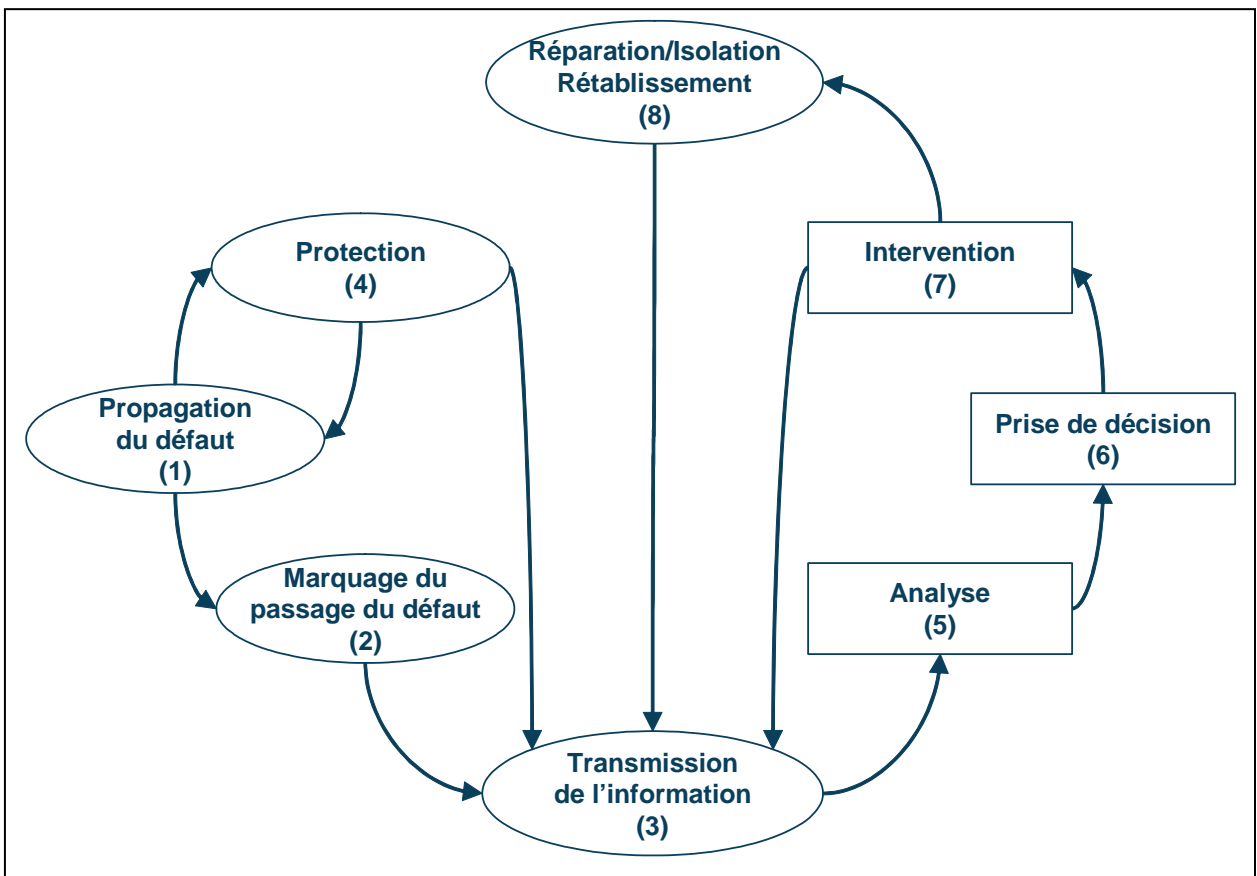 Réparation/Isolation
Rétablissement
(8)
Protection
(4)
Intervention
(7)
Propagation
du défaut
(1)
Prise de décision
(6)
Marquage du
passage du défaut
(2)
Analyse
(5)
Transmission
de l’information
(3)